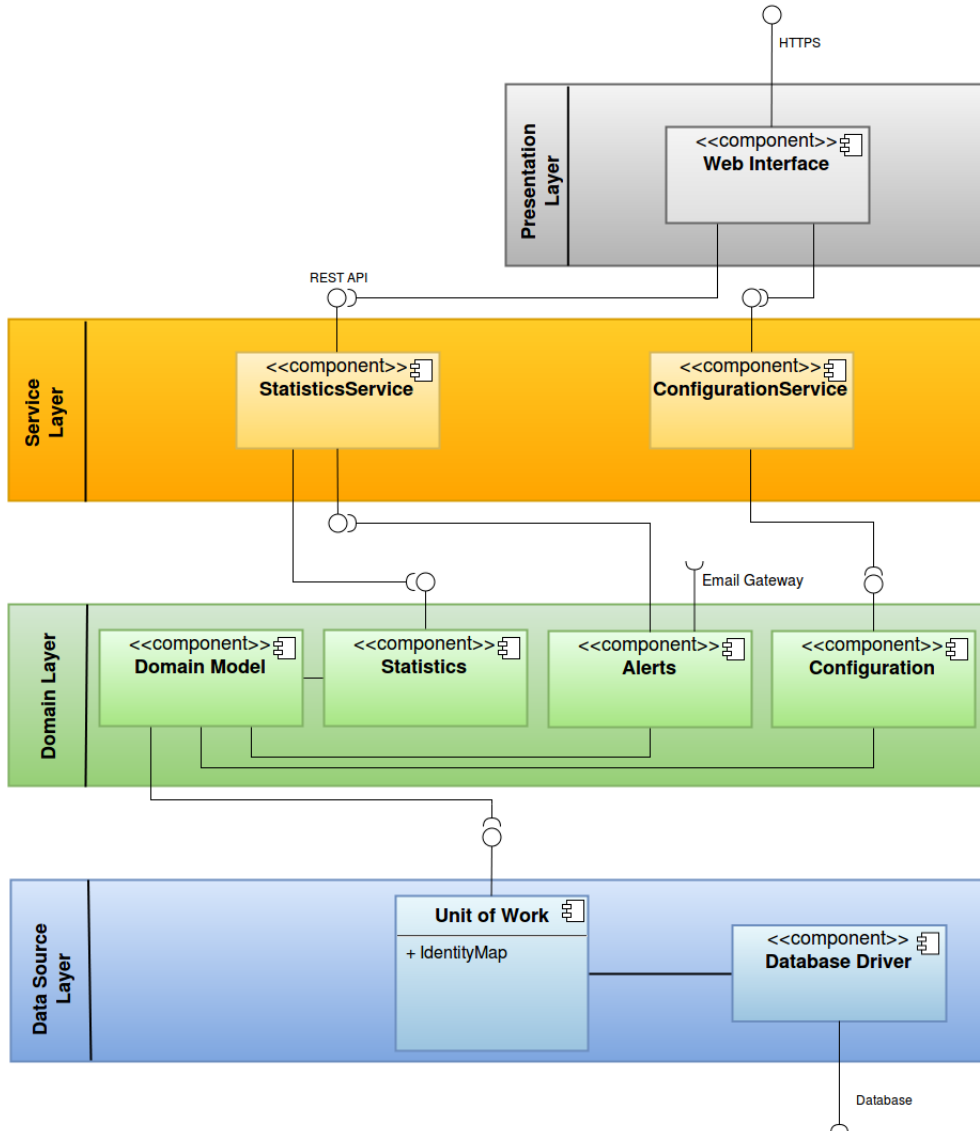 HTTPS
Presentation
Layer
<<component>>
Web Interface
REST API
Service
Layer
<<component>>
StatisticsService
<<component>>
ConfigurationService
Email Gateway
Domain Layer
<<component>>
Domain Model
<<component>>
Statistics
<<component>>
Alerts
<<component>>
Configuration
Data Source
Layer
Unit of Work
+ IdentityMap
<<component>>
Database Driver
Database